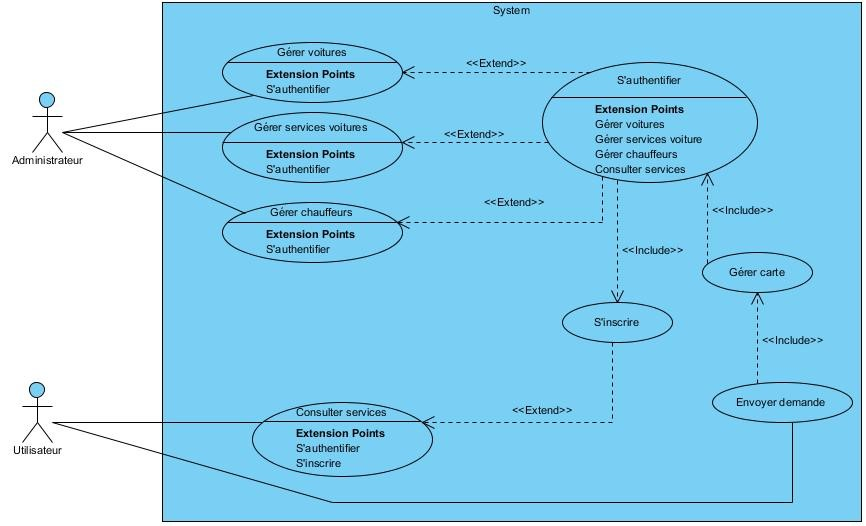 System
Gérer voitures
Extension Points
S'authentifier
<<Extend>>
S'authentifier
Extension Points
Gérer voitures
Gérer services voiture
Gérer chauffeurs
Consulter services
Administrateur
Gérer services voitures
Extension Points
S'authentifier
<<Extend>>
Gérer chauffeurs
Extension Points
S'authentifier
<<Extend>>
<<Include>>
<<Include>>
Gérer carte
S'inscrire
<<Include>>
Envoyer demande
Utilisateur
Consulter services
Extension Points
S'authentifier
S'inscrire
<<Extend>>